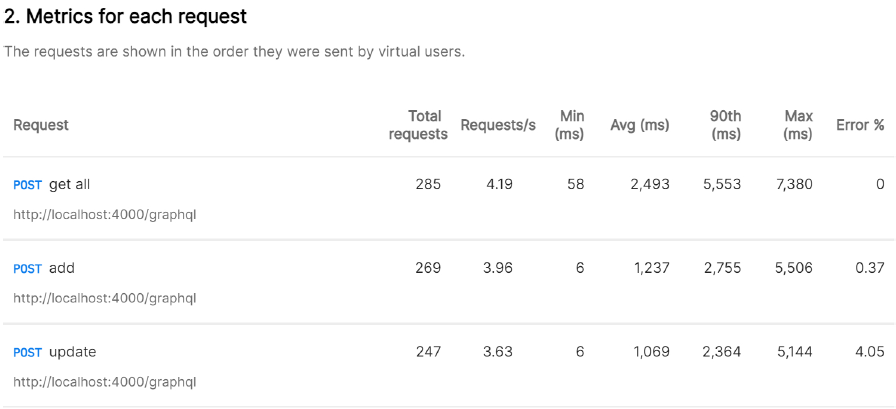 2. Metrics for each request
The requests are shown in the order they were sent by virtual users.
Request Total requests Requests/s Min (ms) Avg (ms) 90th (ms) Max (ms) Error %
POST get all 285 4.19 58 2,493 5,553 7,380 0
http://localhost:4000/graphql
POST add 269 3.96 6 1,237 2,755 5,506 0.37
http://localhost:4000/graphql
POST update 247 3.63 6 1,069 2,364 5,144 4.05
http://localhost:4000/graphql